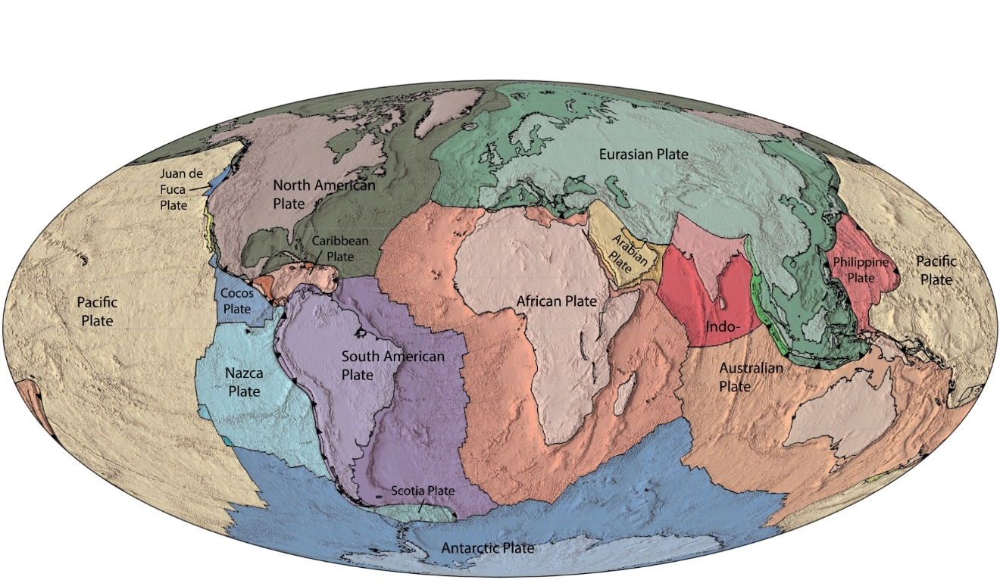 Juan de
Fuca
Plate
North American
Plate
Eurasian Plate
Caribbean
Plate
Arabian
Plate
Philippine
Plate
Pacific
Plate
Pacific
Plate
Cocos
Plate
African Plate
Indo-
Australian
Plate
South American
Plate
Nazca
Plate
Scotia Plate
Antarctic Plate